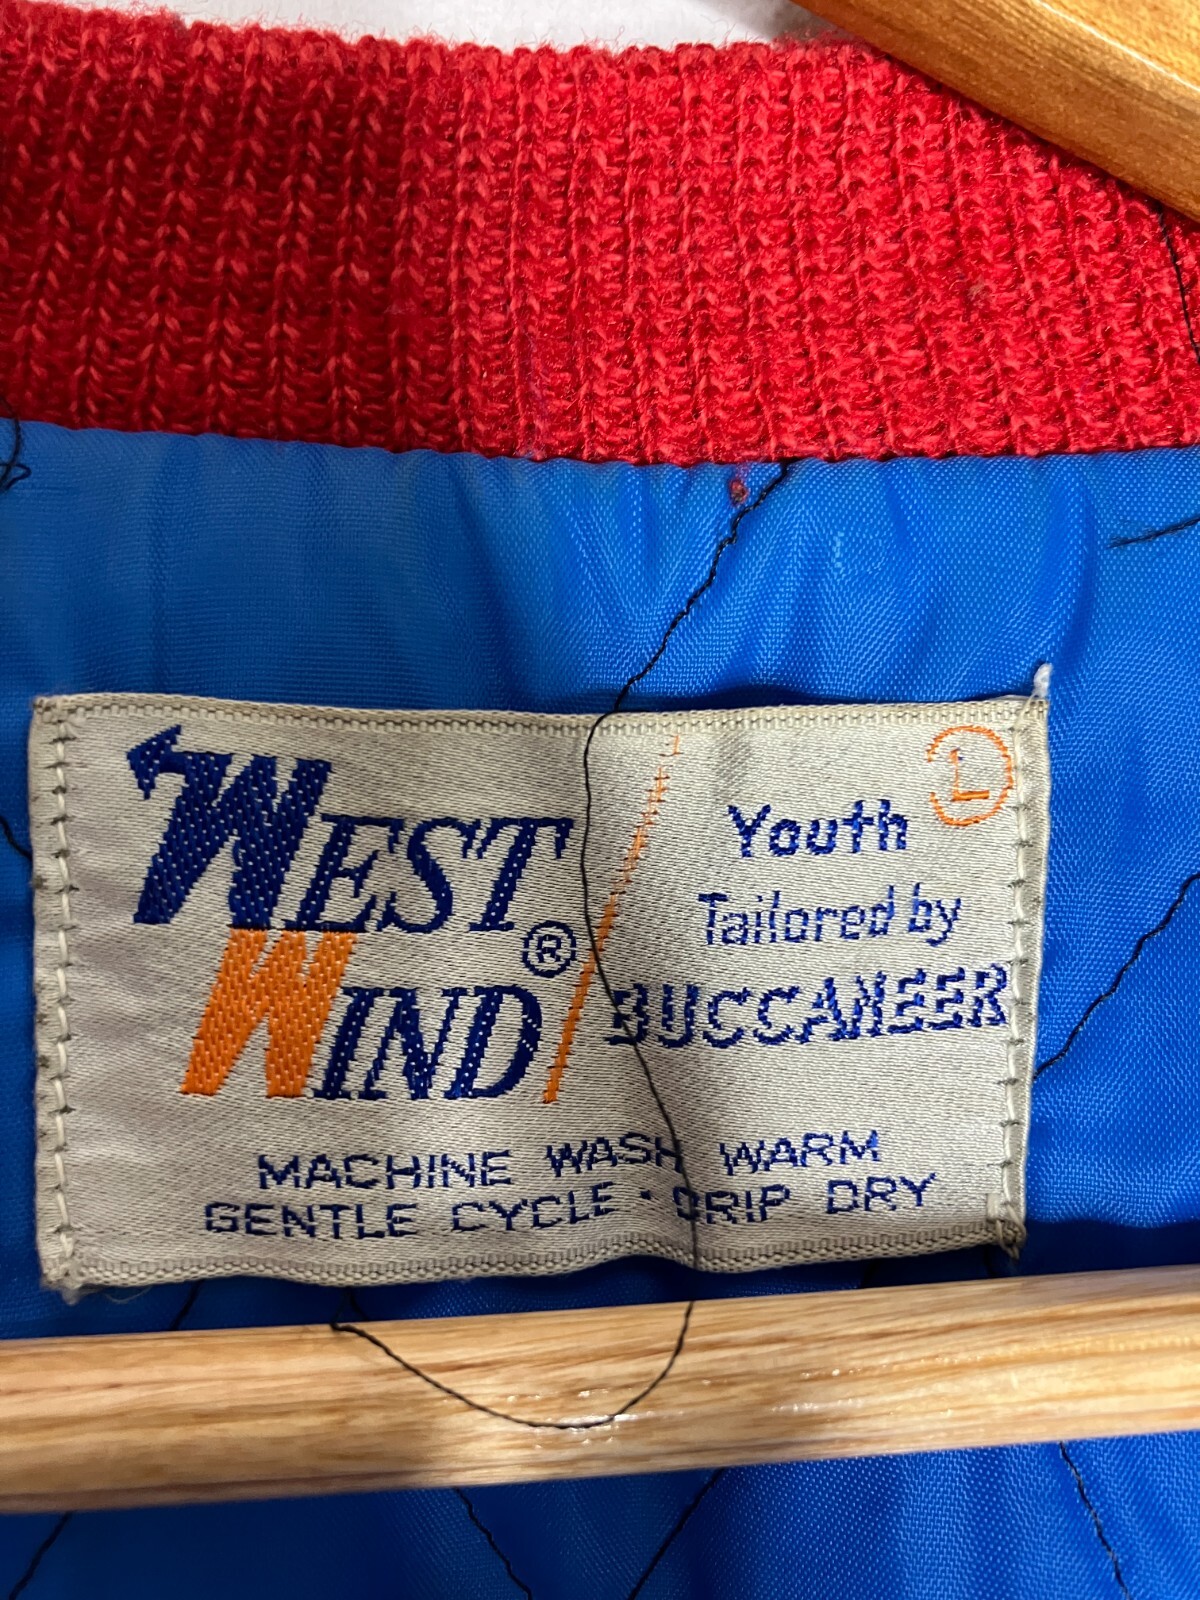 WEST
WIND®
L
Youth
Tailored by
BUCCANEER
MACHINE WASH WARM
GENTLE CYCLE · DRIP DRY